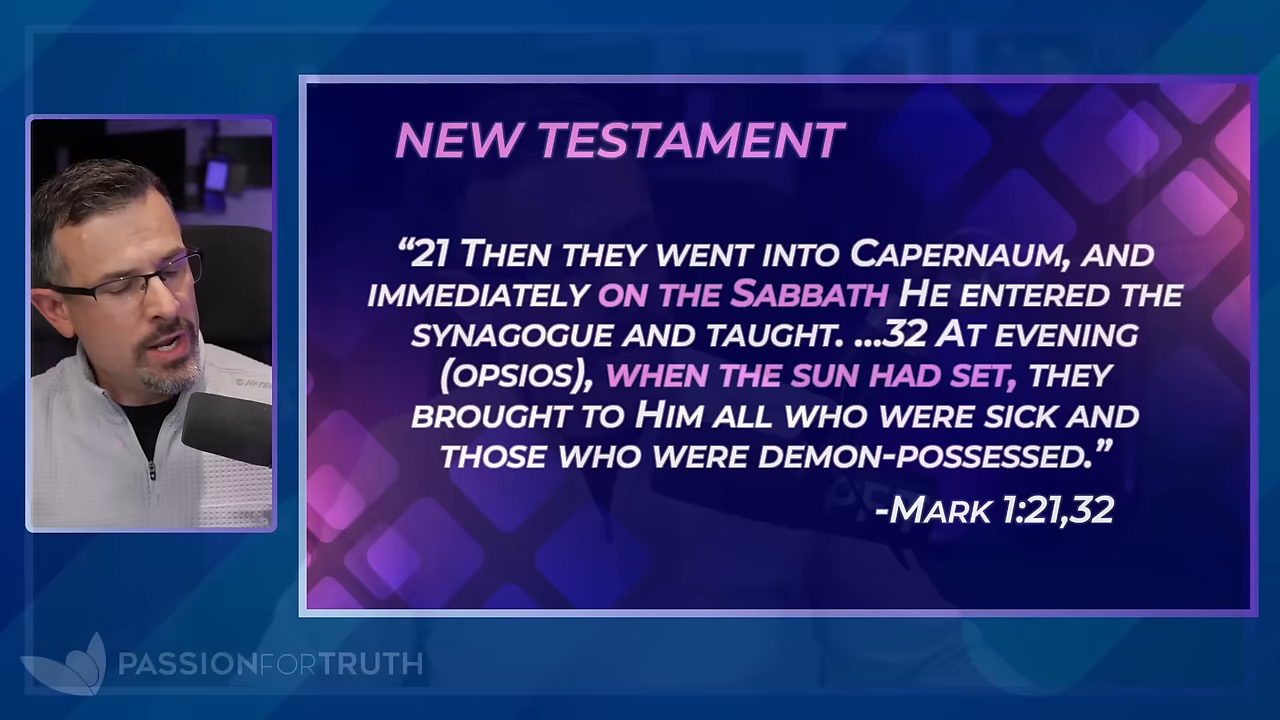 NEW TESTAMENT
“21 THEN THEY WENT INTO CAPERNAUM, AND
IMMEDIATELY ON THE SABBATH HE ENTERED THE
SYNAGOGUE AND TAUGHT. ...32 AT EVENING
(OPSIOS), WHEN THE SUN HAD SET, THEY
BROUGHT TO HIM ALL WHO WERE SICK AND
THOSE WHO WERE DEMON-POSSESSED.”
-MARK 1:21,32
PASSIONFORTRUTH